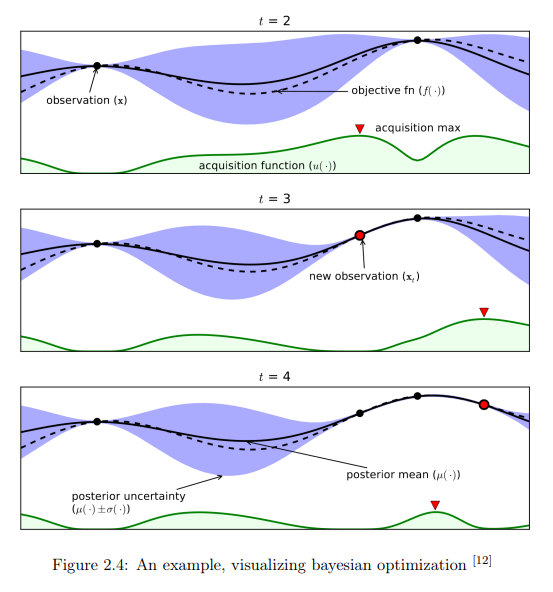 t = 2
observation (x)
objective fn (f(·))
acquisition max
acquisition function (u(·))
t = 3
new observation (xₜ)
t = 4
posterior mean (μ(·))
posterior uncertainty
(μ(·) ±σ(·))
Figure 2.4: An example, visualizing bayesian optimization [12]